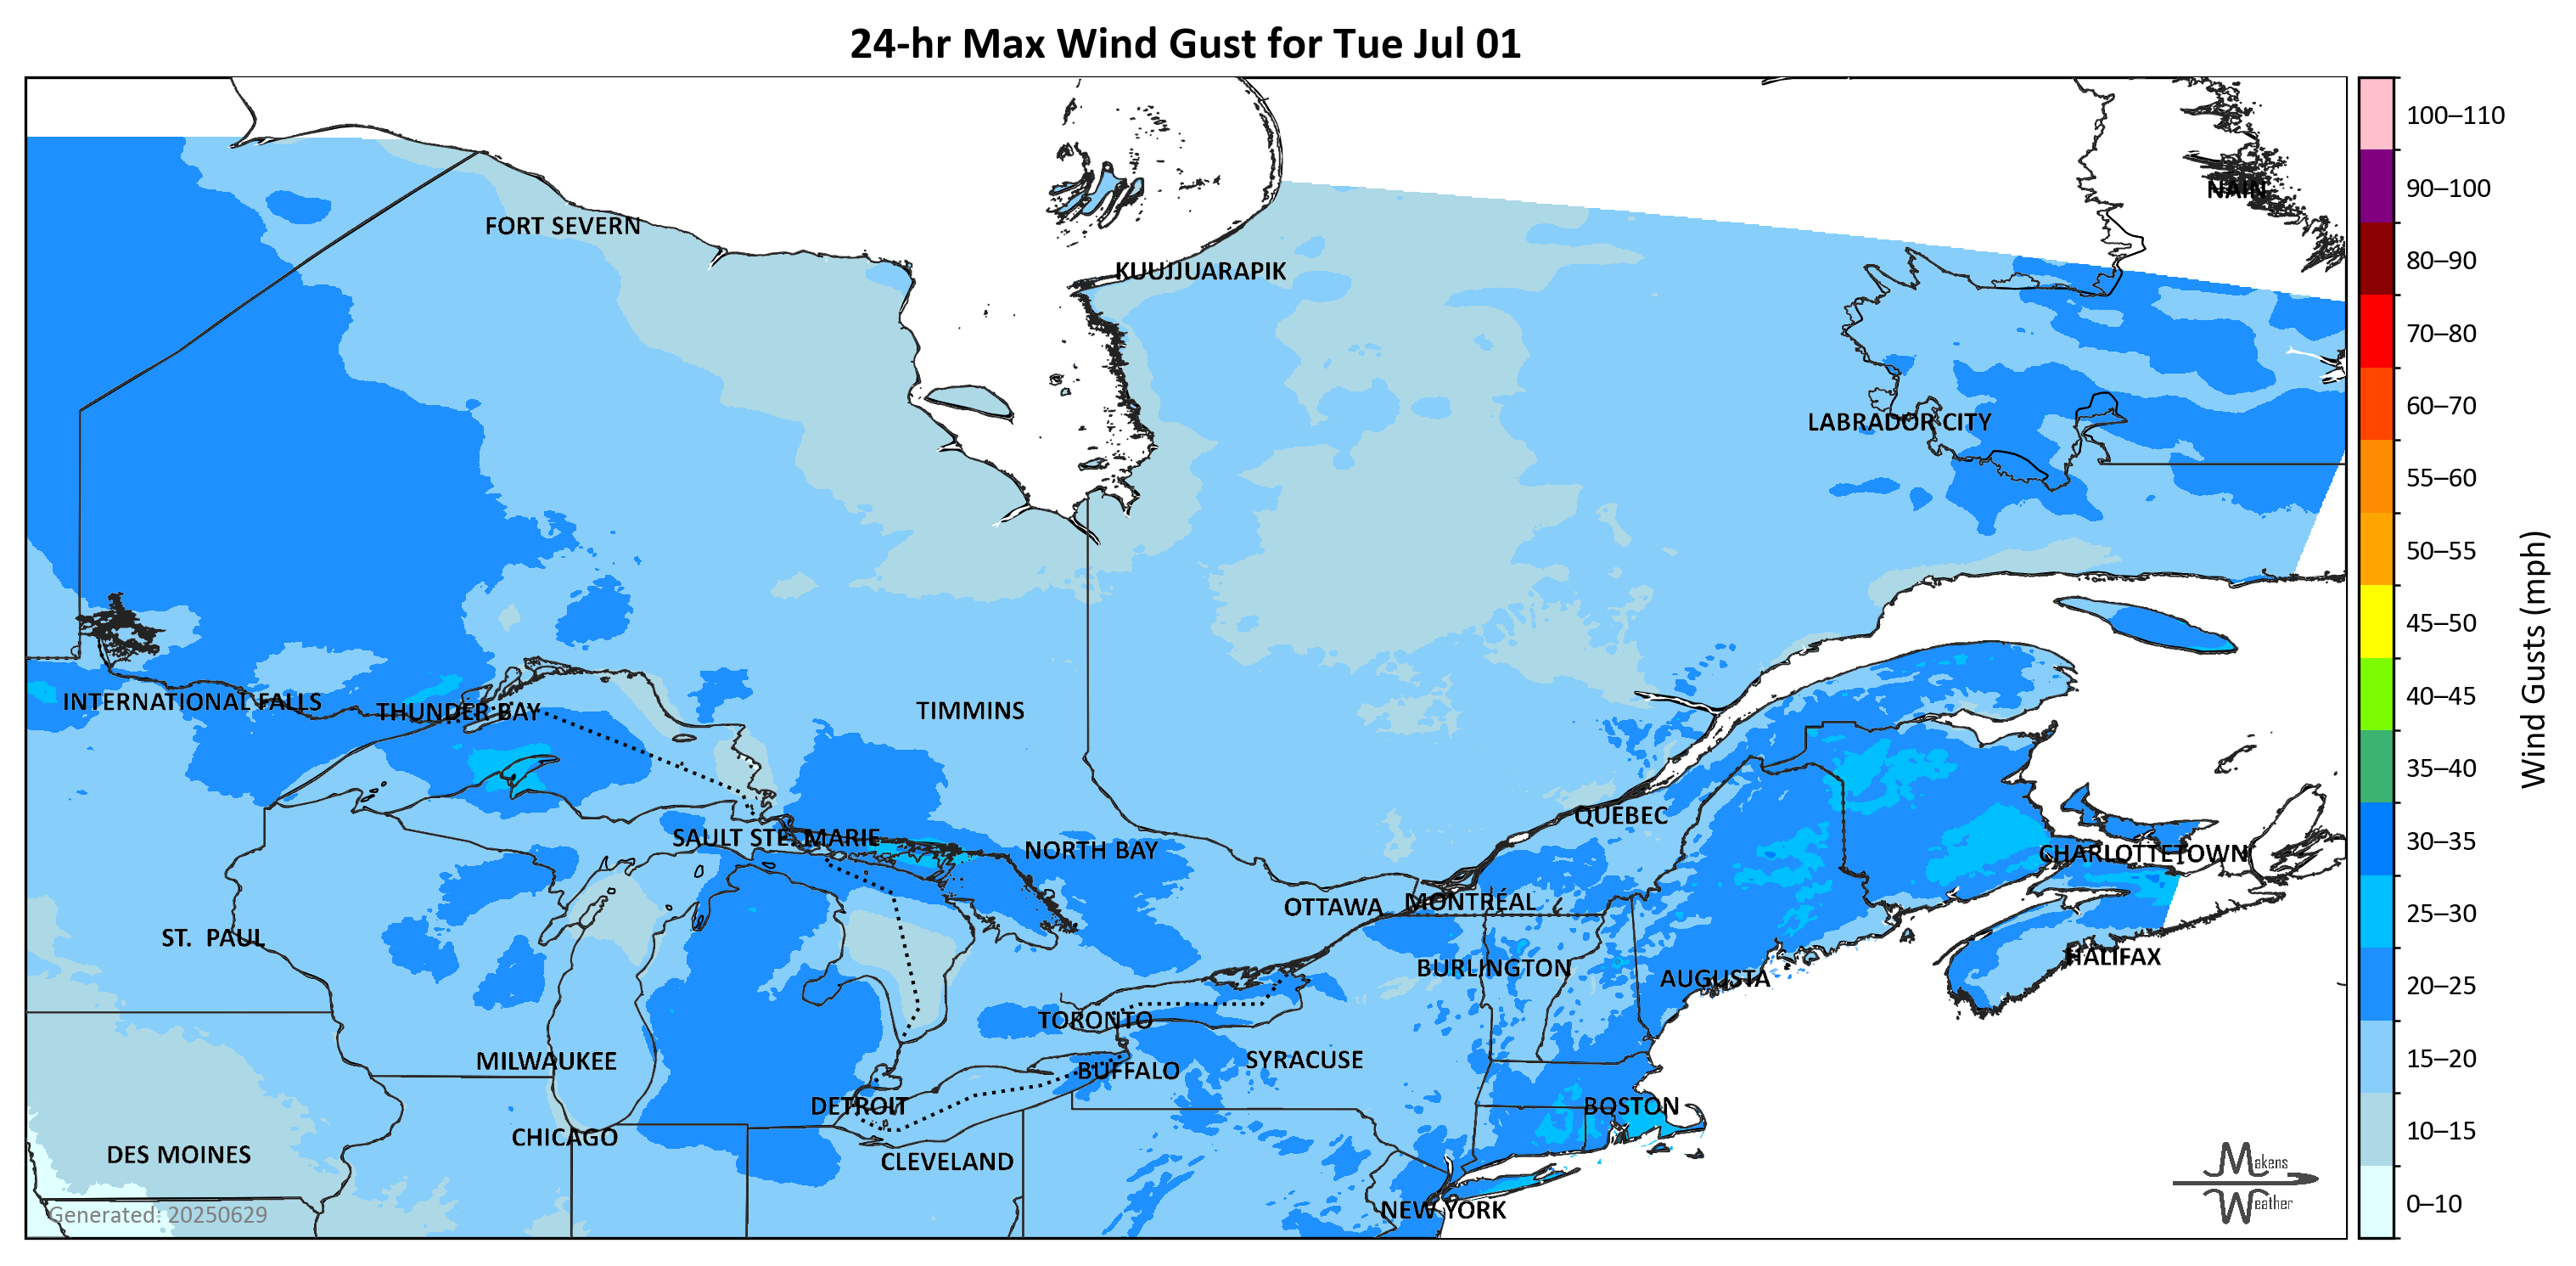 24-hr Max Wind Gust for Tue Jul 01
100–110
90–100
80–90
70–80
60–70
55–60
50–55
45–50
40–45
35–40
30–35
25–30
20–25
15–20
10–15
0–10
Wind Gusts (mph)
NAIN
FORT SEVERN
KUUJJUARAPIK
LABRADOR CITY
INTERNATIONAL FALLS
THUNDER BAY
TIMMINS
QUEBEC
SAULT STE. MARIE
NORTH BAY
CHARLOTTETOWN
OTTAWA
MONTRÉAL
ST. PAUL
HALIFAX
BURLINGTON
AUGUSTA
TORONTO
MILWAUKEE
SYRACUSE
BUFFALO
DETROIT
BOSTON
CHICAGO
DES MOINES
CLEVELAND
NEW YORK
Generated: 20250629
Makens
Weather